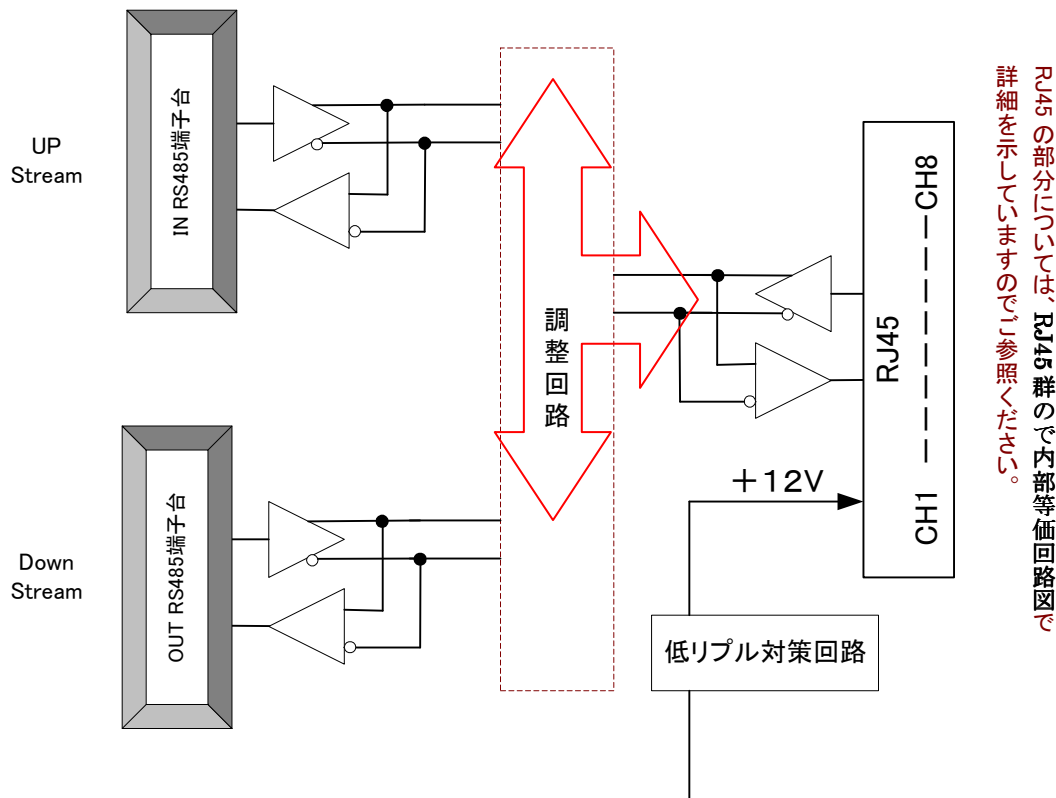 UP
Stream
IN RS485端子台
調整回路
Down
Stream
OUT RS485端子台
RJ45
CH1 －－－－－－－ CH8
＋12V
低リプル対策回路
RJ45 の部分については、RJ45 群ので内部等価回路図で
詳細を示していますのでご参照ください。